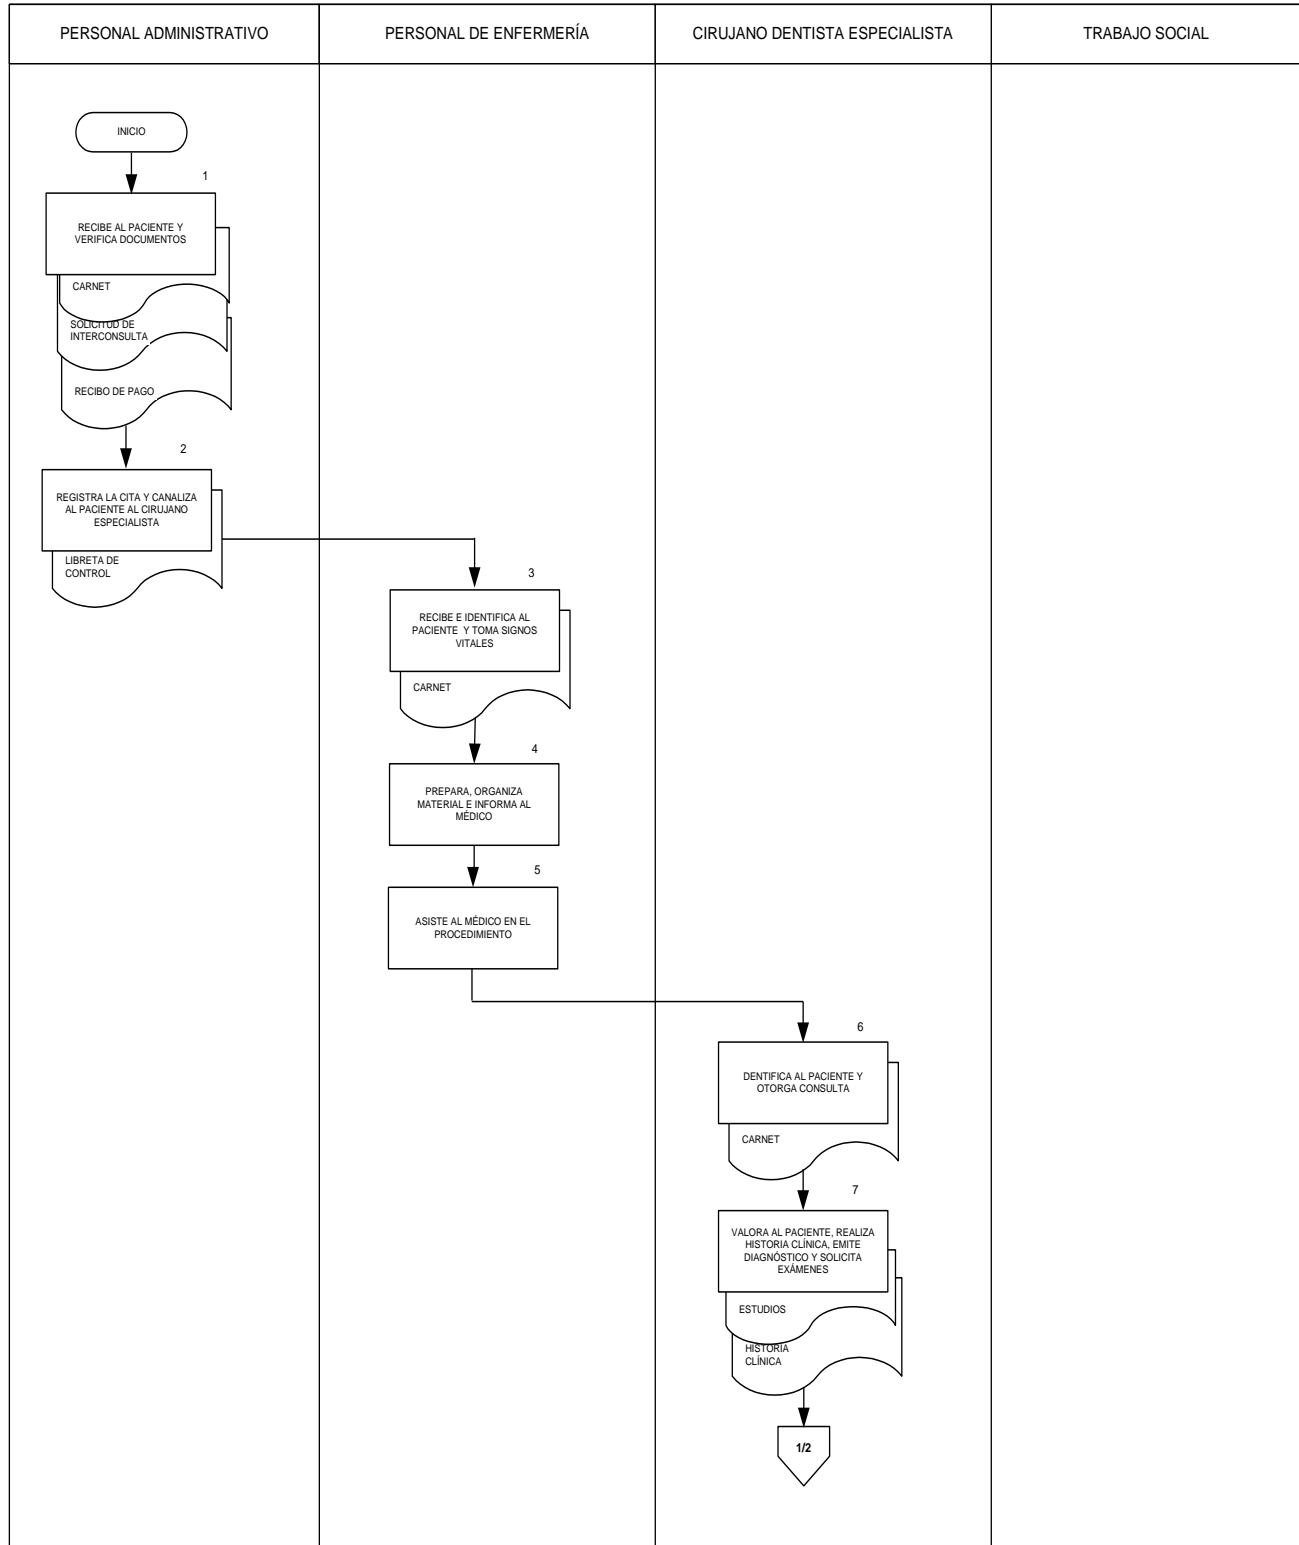 PERSONAL ADMINISTRATIVO
PERSONAL DE ENFERMERÍA
CIRUJANO DENTISTA ESPECIALISTA
TRABAJO SOCIAL
INICIO
1
RECIBE AL PACIENTE Y
VERIFICA DOCUMENTOS
CARNET
SOLICITUD DE
INTERCONSULTA
RECIBO DE PAGO
2
REGISTRA LA CITA Y CANALIZA
AL PACIENTE AL CIRUJANO
ESPECIALISTA
LIBRETA DE
CONTROL
3
RECIBE E IDENTIFICA AL
PACIENTE Y TOMA SIGNOS
VITALES
CARNET
4
PREPARA, ORGANIZA
MATERIAL E INFORMA AL
MÉDICO
5
ASISTE AL MÉDICO EN EL
PROCEDIMIENTO
6
DENTIFICA AL PACIENTE Y
OTORGA CONSULTA
CARNET
7
VALORA AL PACIENTE, REALIZA
HISTORIA CLÍNICA, EMITE
DIAGNÓSTICO Y SOLICITA
EXÁMENES
ESTUDIOS
HISTORIA
CLÍNICA
1/2